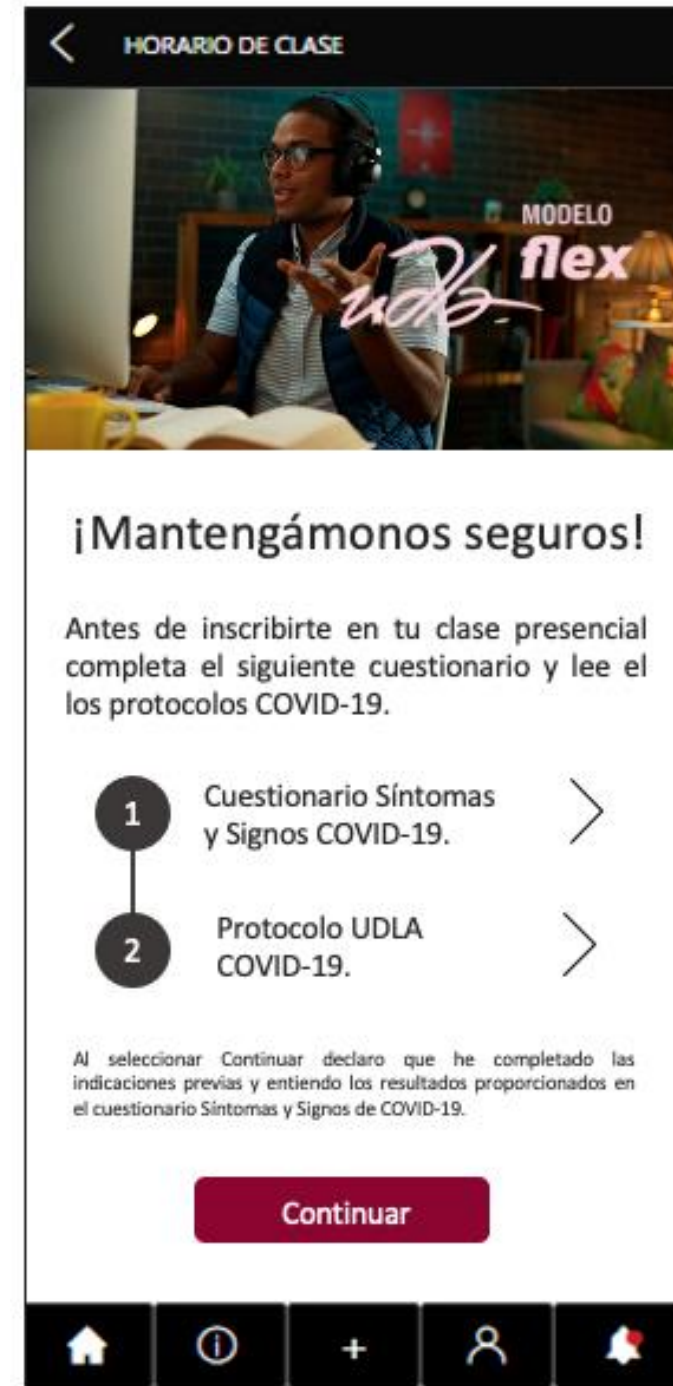 HORARIO DE CLASE
MODELO
flex
udla
¡Mantengámonos seguros!
Antes de inscribirte en tu clase presencial
completa el siguiente cuestionario y lee el
los protocolos COVID-19.
1
Cuestionario Síntomas
y Signos COVID-19.
2
Protocolo UDLA
COVID-19.
Al seleccionar Continuar declaro que he completado las
indicaciones previas y entiendo los resultados proporcionados en
el cuestionario Síntomas y Signos de COVID-19.
Continuar